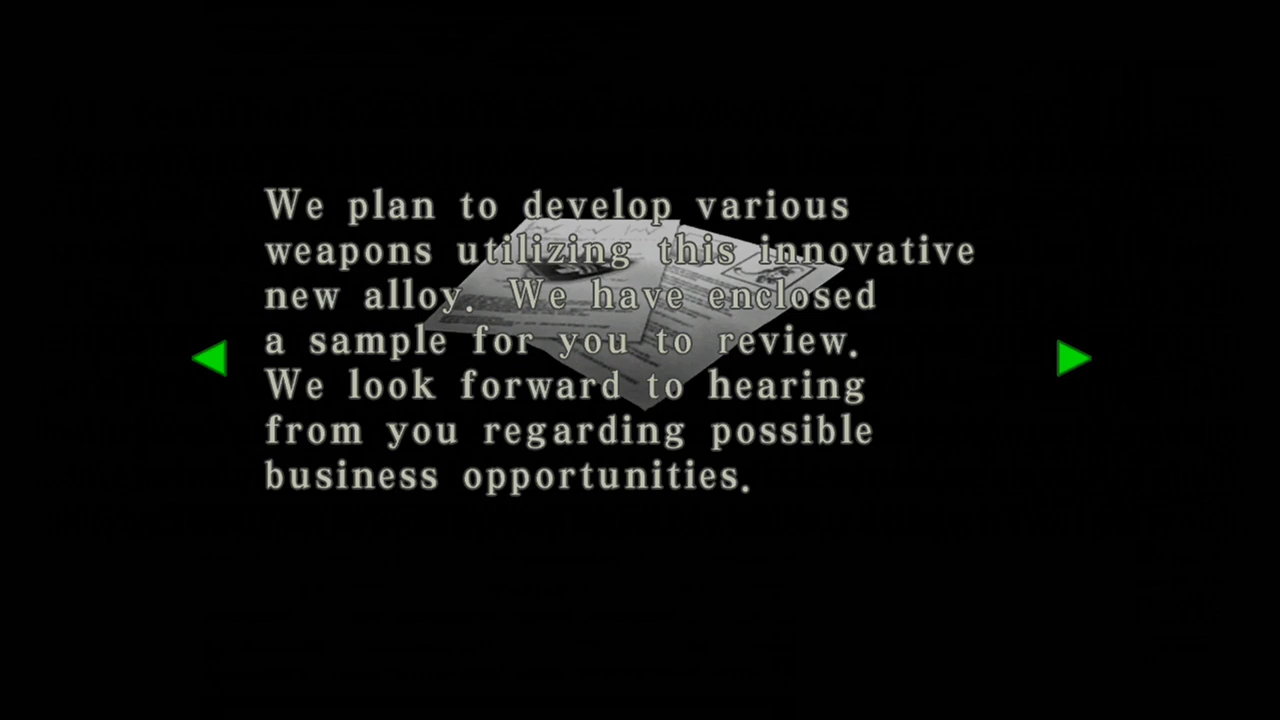 We plan to develop various
weapons utilizing this innovative
new alloy. We have enclosed
a sample for you to review.
We look forward to hearing
from you regarding possible
business opportunities.